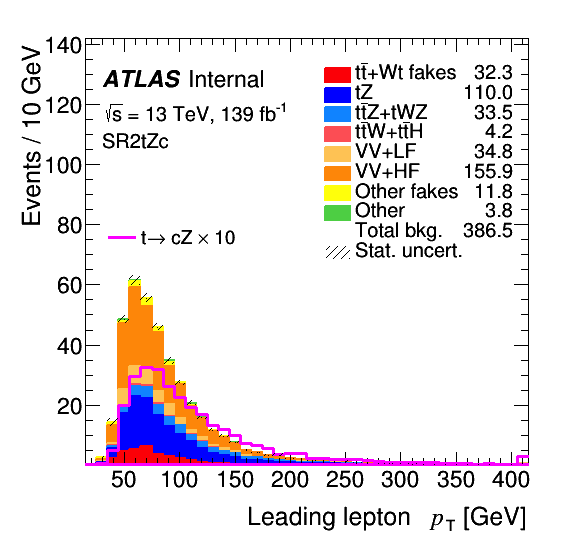 140
120
100
80
60
40
20
Events / 10 GeV
ATLAS Internal
√s = 13 TeV, 139 fb⁻¹
SR2tZc
t→ cZ × 10
tt̄+Wt fakes 32.3
tZ 110.0
tt̄Z+tWZ 33.5
tt̄W+tt̄H 4.2
VV+LF 34.8
VV+HF 155.9
Other fakes 11.8
Other 3.8
Total bkg. 386.5
Stat. uncert.
50 100 150 200 250 300 350 400
Leading lepton p_T [GeV]